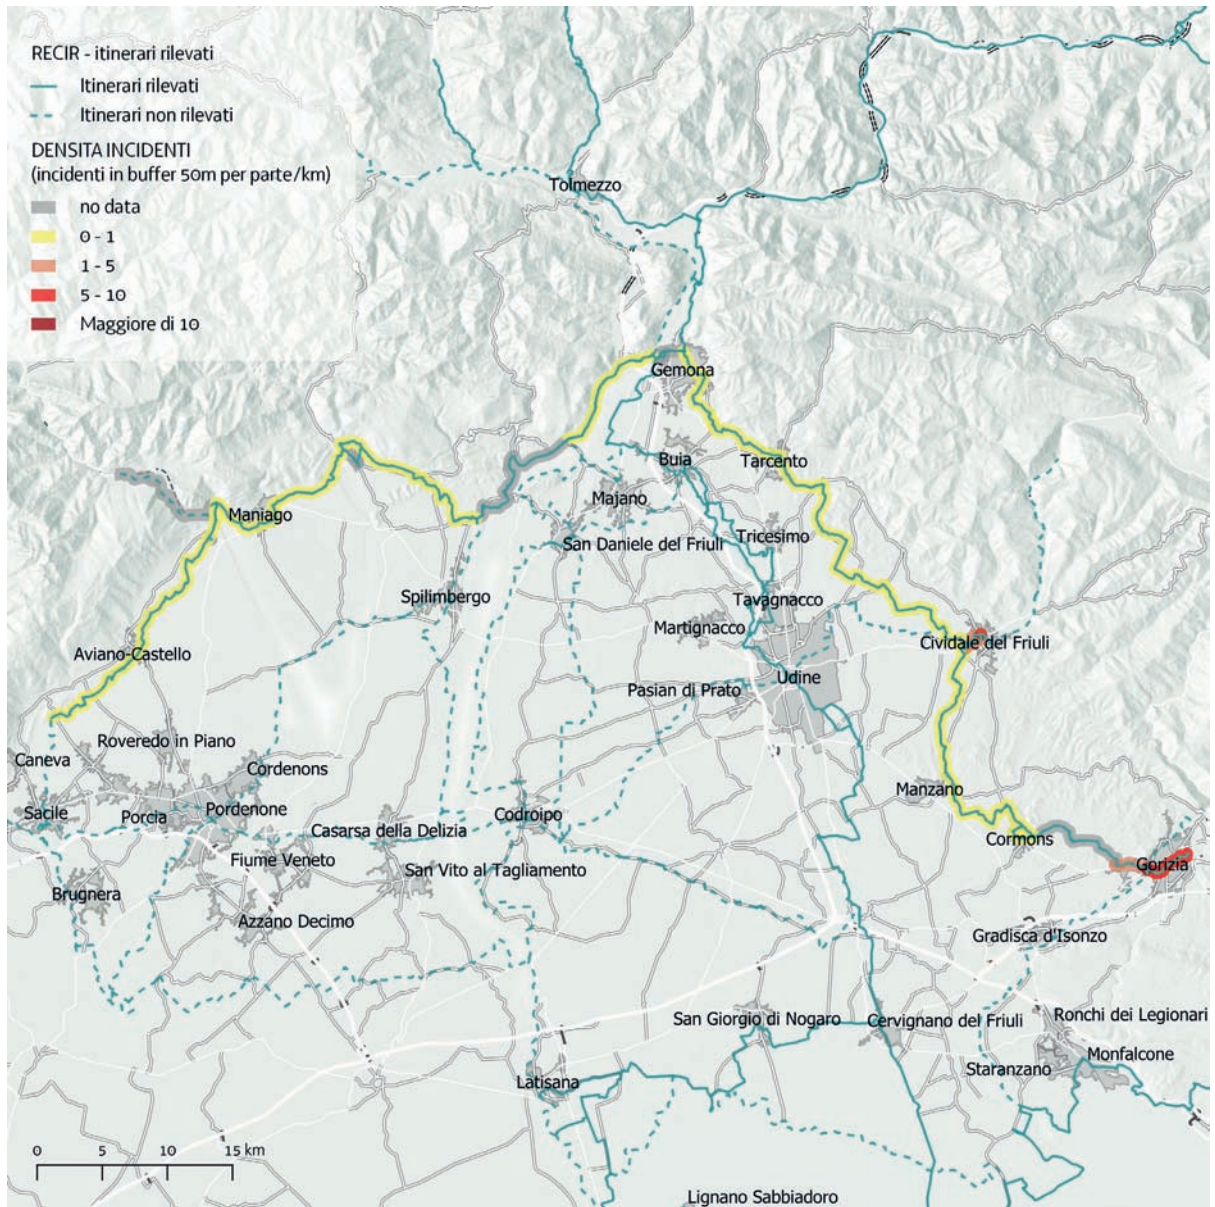 RECIR - itinerari rilevati
Itinerari rilevati
Itinerari non rilevati
DENSITA INCIDENTI
(incidenti in buffer 50m per parte/km)
no data
0 - 1
1 - 5
5 - 10
Maggiore di 10
Tolmezzo
Gemona
Buia
Tarcento
Majano
Maniago
Tricesimo
San Daniele del Friuli
Spilimbergo
Tavagnacco
Martignacco
Cividale del Friuli
Aviano-Castello
Udine
Pasian di Prato
Roveredo in Piano
Caneva
Cordenons
Manzano
Sacile
Porcia
Pordenone
Codroipo
Casarsa della Delizia
Cormons
Fiume Veneto
Gorizia
San Vito al Tagliamento
Brugnera
Azzano Decimo
Gradisca d'Isonzo
San Giorgio di Nogaro
Cervignano del Friuli
Ronchi dei Legionari
Monfalcone
Staranzano
Latisana
0 5 10 15 km
Lignano Sabbiadoro